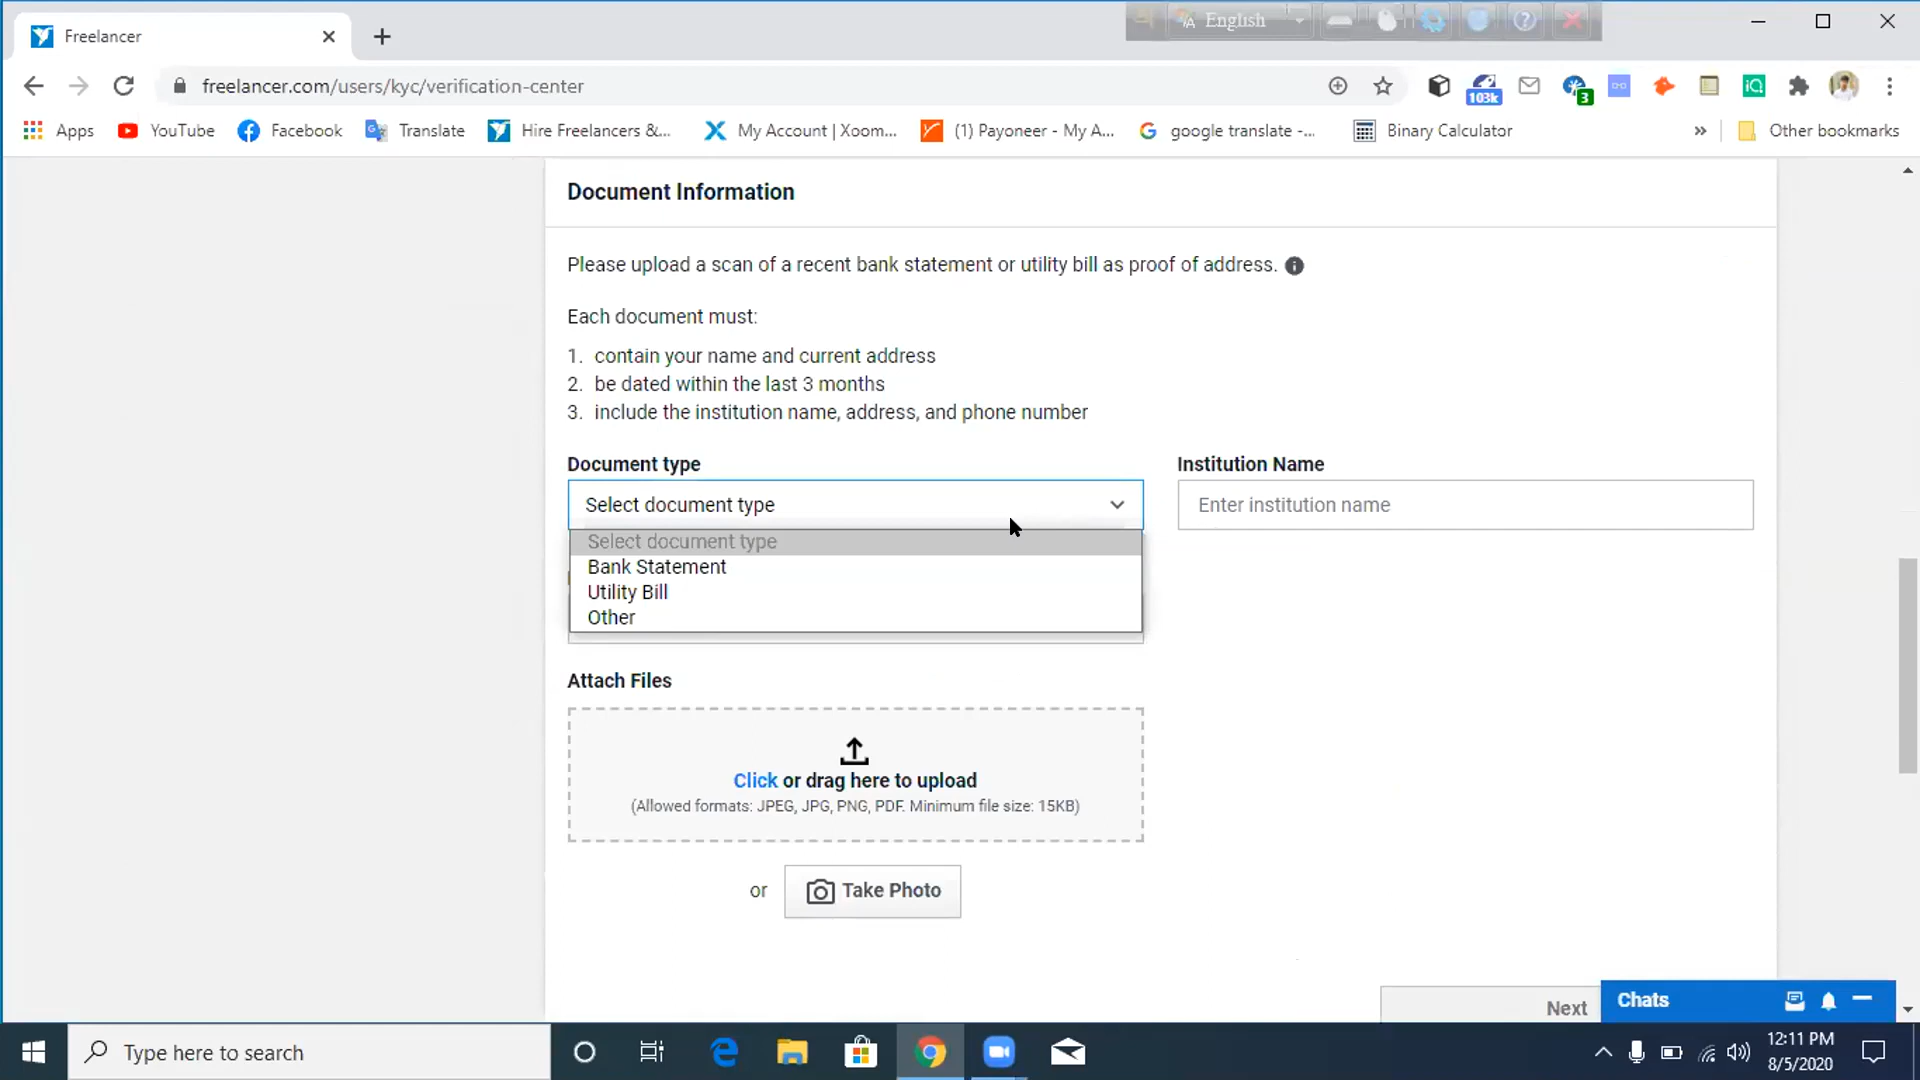 Freelancer
English
freelancer.com/users/kyc/verification-center
103k
3
Apps
YouTube
Facebook
Translate
Hire Freelancers &...
My Account | Xoom...
(1) Payoneer - My A...
google translate -...
Binary Calculator
»
Other bookmarks
Document Information
Please upload a scan of a recent bank statement or utility bill as proof of address.
Each document must:
1. contain your name and current address
2. be dated within the last 3 months
3. include the institution name, address, and phone number
Document type
Institution Name
Select document type
Enter institution name
Select document type
Bank Statement
Utility Bill
Other
Attach Files
Click or drag here to upload
(Allowed formats: JPEG, JPG, PNG, PDF. Minimum file size: 15KB)
or
Take Photo
Next
Chats
Type here to search
12:11 PM
8/5/2020